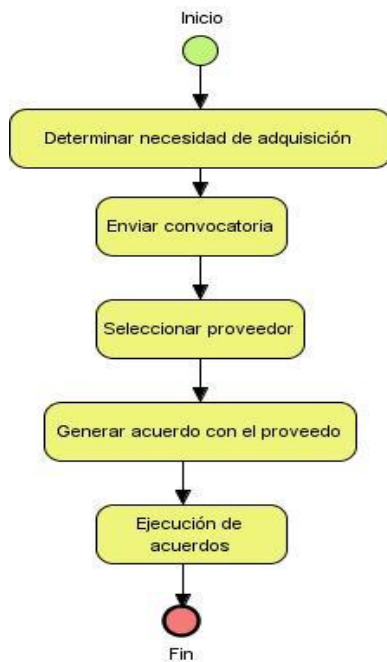 Inicio
Determinar necesidad de adquisición
Enviar convocatoria
Seleccionar proveedor
Generar acuerdo con el proveedo
Ejecución de
acuerdos
Fin